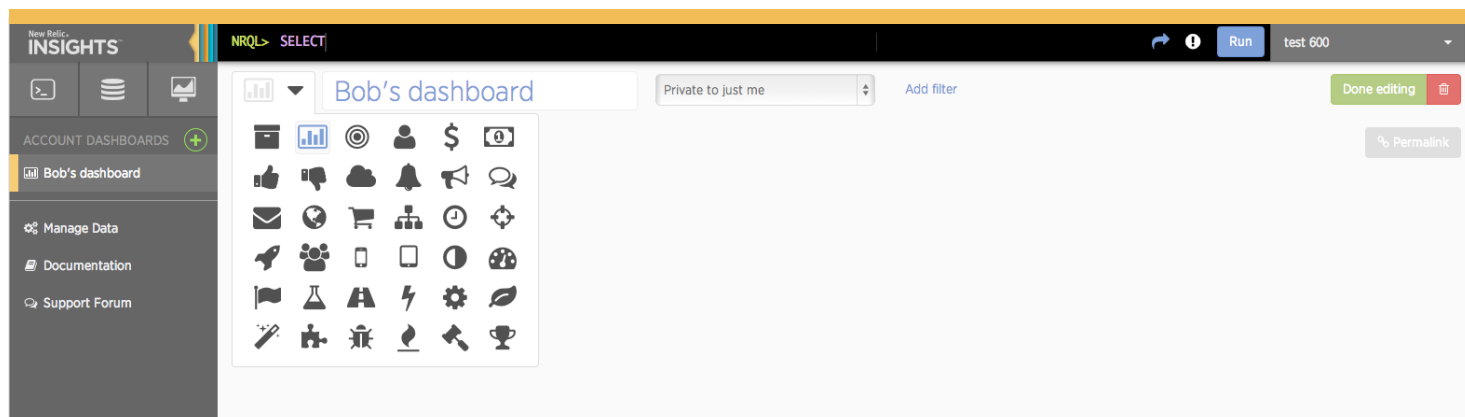 New Relic.
INSIGHTS
NRQL> SELECT
Run
test 600
Bob's dashboard
Private to just me
Add filter
Done editing
ACCOUNT DASHBOARDS
Permalink
Bob's dashboard
Manage Data
Documentation
Support Forum